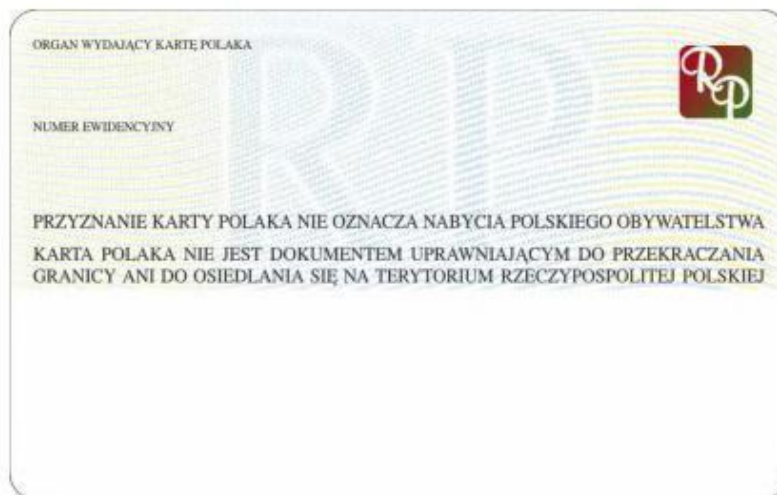 ORGAN WYDAJĄCY KARTĘ POLAKA
RP
NUMER EWIDENCYJNY
PRZYZNANIE KARTY POLAKA NIE OZNACZA NABYCIA POLSKIEGO OBYWATELSTWA
KARTA POLAKA NIE JEST DOKUMENTEM UPRAWNIAJĄCYM DO PRZEKRACZANIA
GRANICY ANI DO OSIEDLANIA SIĘ NA TERYTORIUM RZECZYPOSPOLITEJ POLSKIEJ